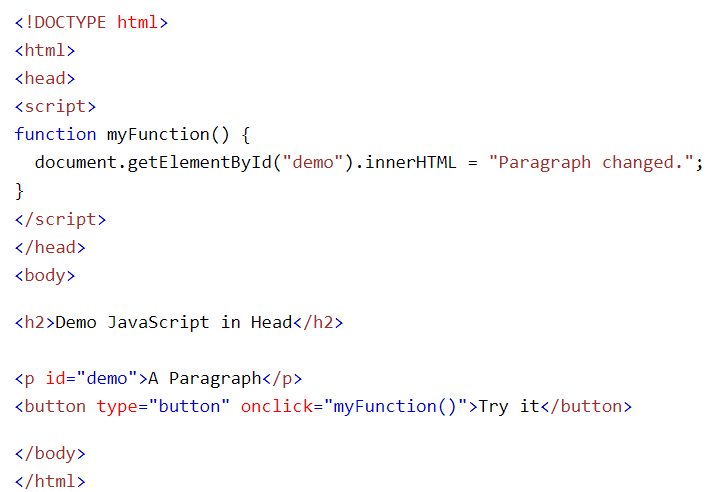 <!DOCTYPE html>
<html>
<head>
<script>
function myFunction() {
  document.getElementById("demo").innerHTML = "Paragraph changed.";
}
</script>
</head>
<body>
<h2>Demo JavaScript in Head</h2>
<p id="demo">A Paragraph</p>
<button type="button" onclick="myFunction()">Try it</button>
</body>
</html>